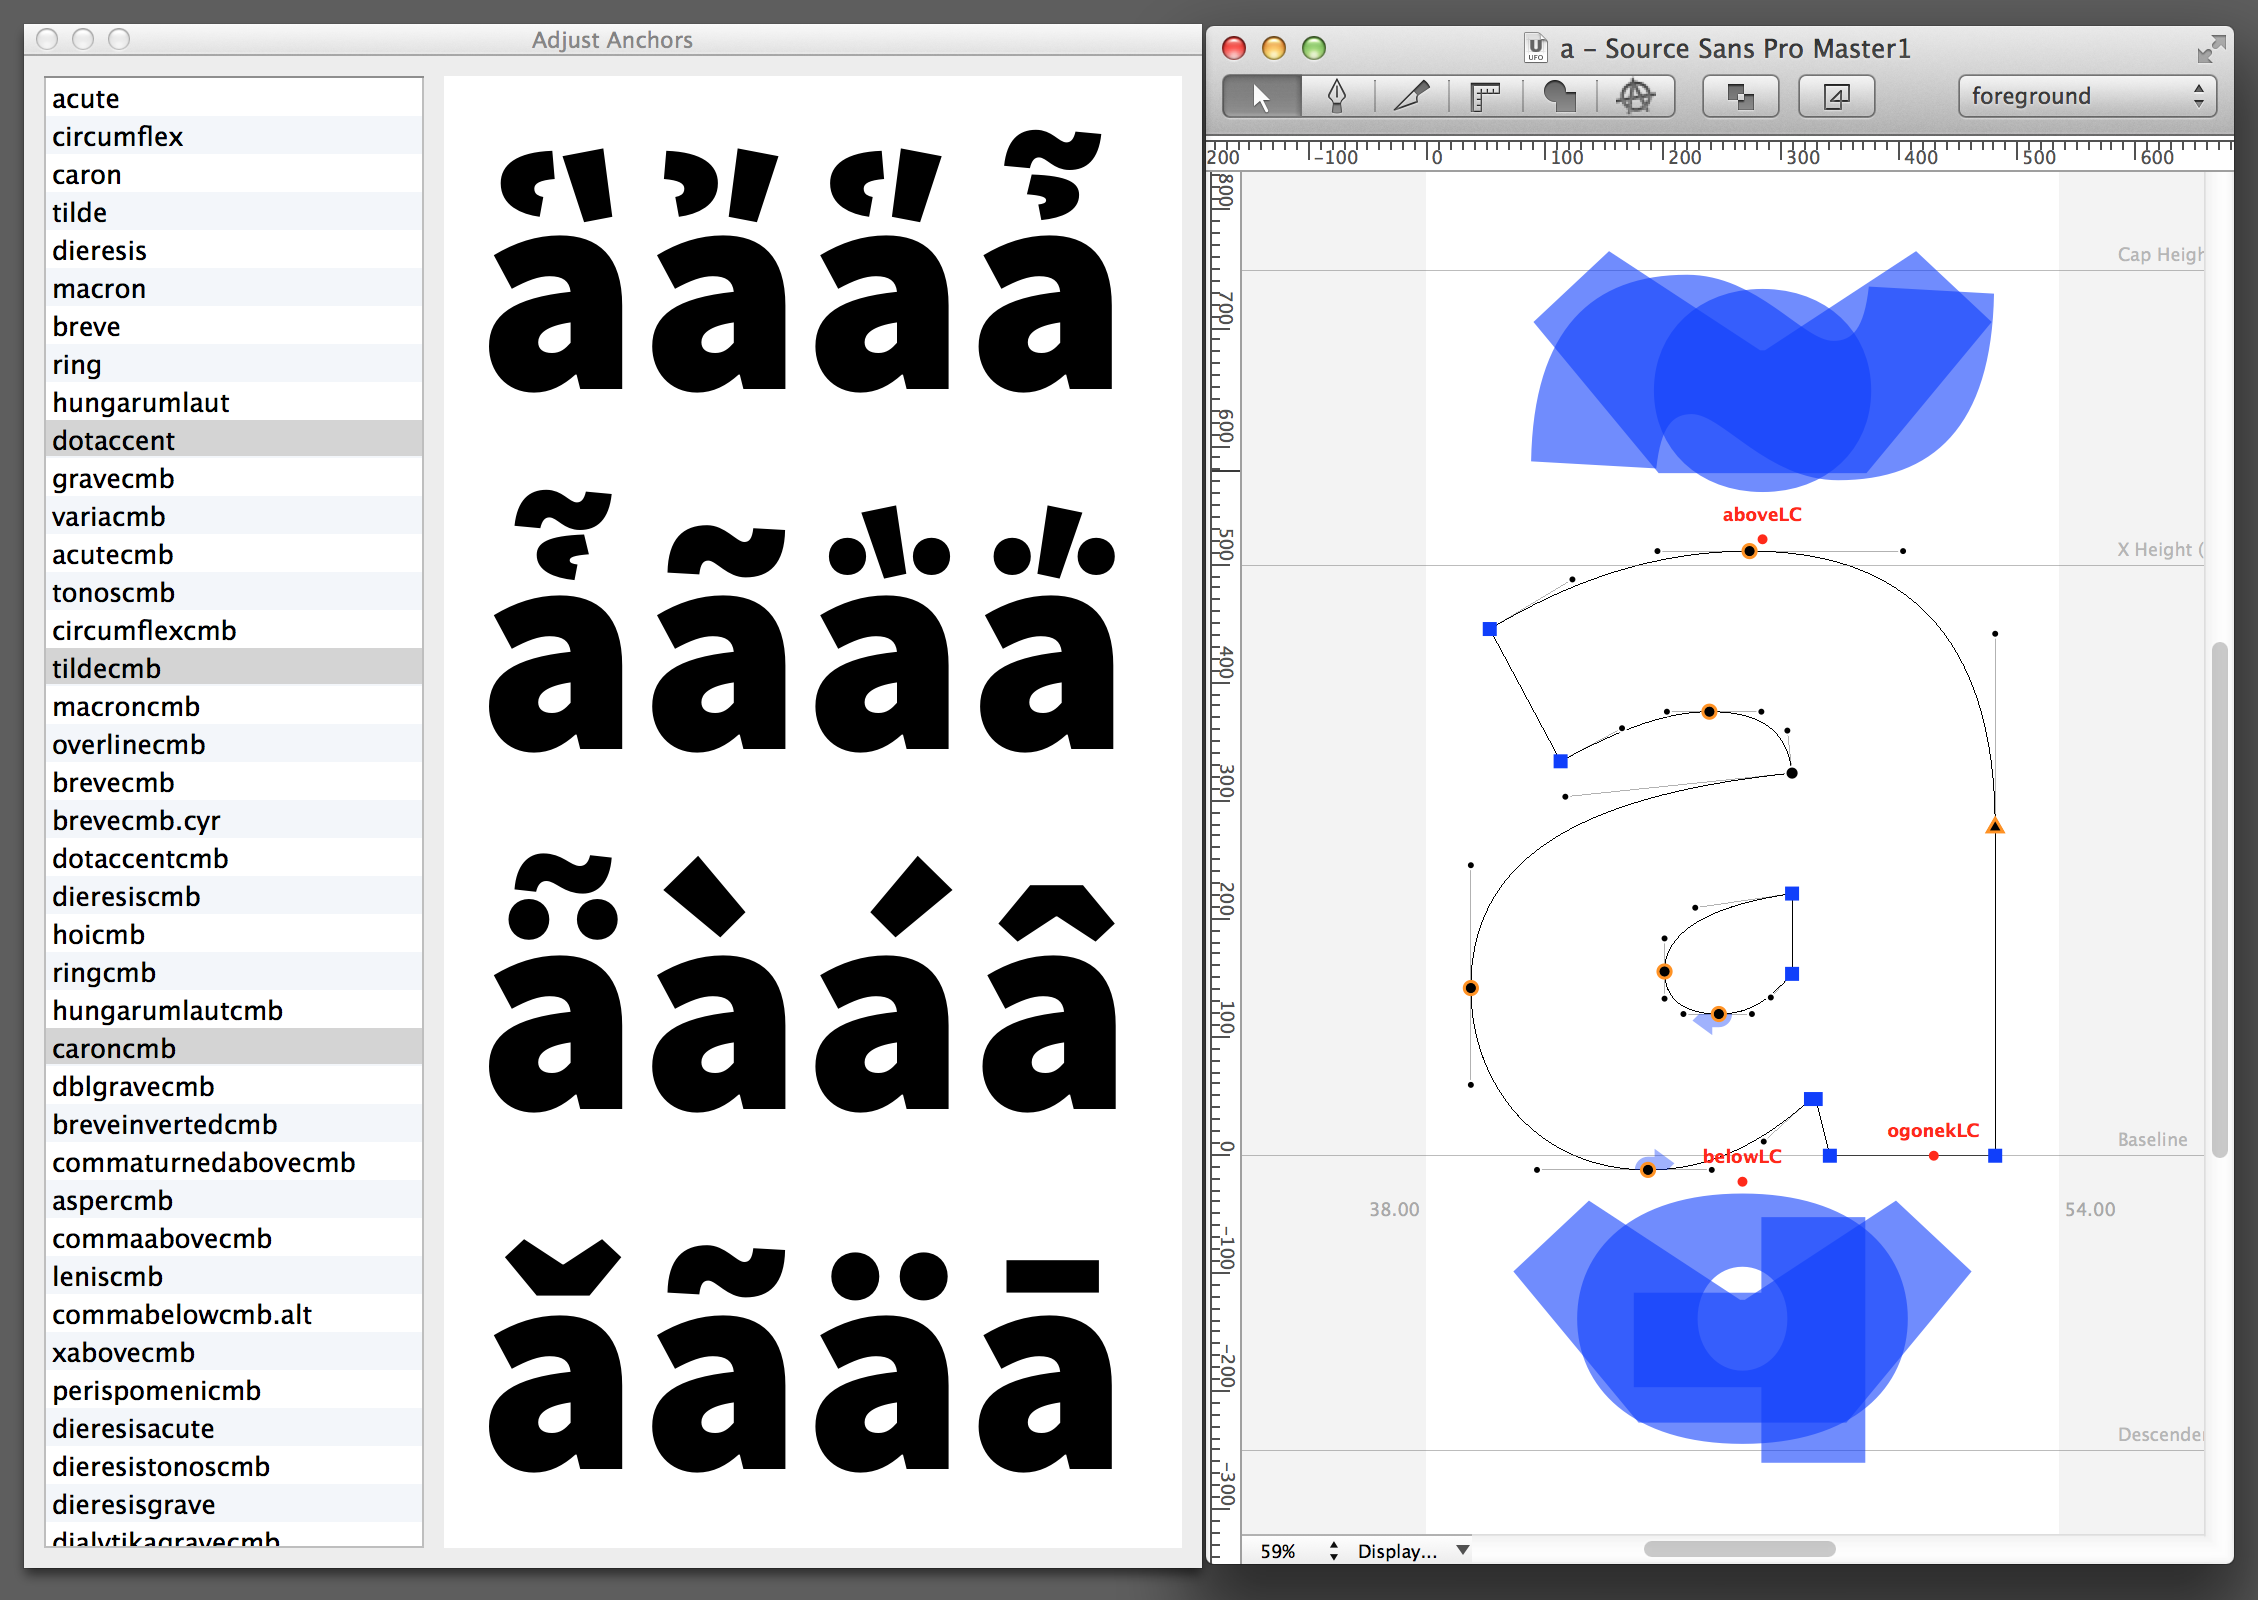 Adjust Anchors
acute
circumflex
caron
tilde
dieresis
macron
breve
ring
hungarumlaut
dotaccent
gravecmb
variacmb
acutecmb
tonoscmb
circumflexcmb
tildecmb
macroncmb
overlinecmb
brevecmb
brevecmb.cyr
dotaccentcmb
dieresiscmb
hoicmb
ringcmb
hungarumlautcmb
caroncmb
dblgravecmb
breveinvertedcmb
commaturnedabovecmb
aspercmb
commaabovecmb
leniscmb
commabelowcmb.alt
xabovecmb
perispomenicmb
dieresisacute
dieresistonoscmb
dieresisgrave
dialytikagravecmb
a – Source Sans Pro Master1
foreground
200 -100 0 100 200 300 400 500 600
800
700
600
500
400
300
200
100
0
-100
-200
-300
Cap Heigh
aboveLC
X Height (
ogonekLC
Baseline
belowLC
38.00 54.00
Descende
59% Display...